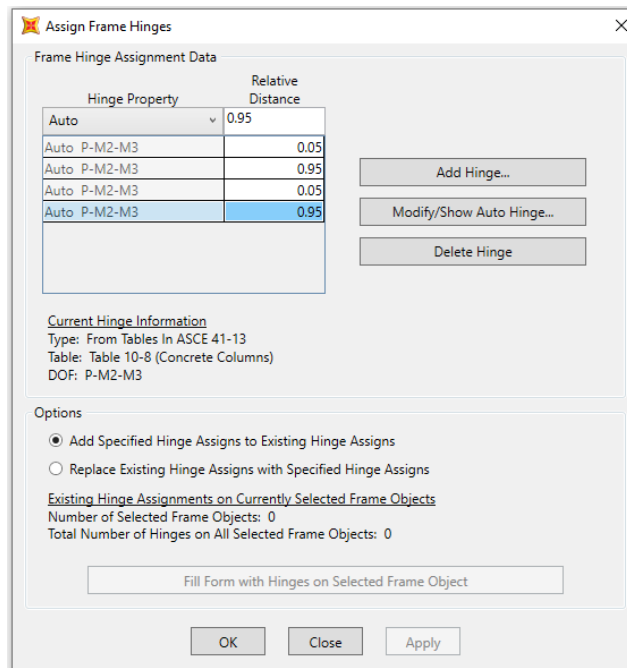 Assign Frame Hinges
Frame Hinge Assignment Data
Hinge Property
Relative
Distance
Auto 0.95
Auto P-M2-M3 0.05
Auto P-M2-M3 0.95
Auto P-M2-M3 0.05
Auto P-M2-M3 0.95
Add Hinge...
Modify/Show Auto Hinge...
Delete Hinge
Current Hinge Information
Type: From Tables In ASCE 41-13
Table: Table 10-8 (Concrete Columns)
DOF: P-M2-M3
Options
Add Specified Hinge Assigns to Existing Hinge Assigns
Replace Existing Hinge Assigns with Specified Hinge Assigns
Existing Hinge Assignments on Currently Selected Frame Objects
Number of Selected Frame Objects: 0
Total Number of Hinges on All Selected Frame Objects: 0
Fill Form with Hinges on Selected Frame Object
OK Close Apply